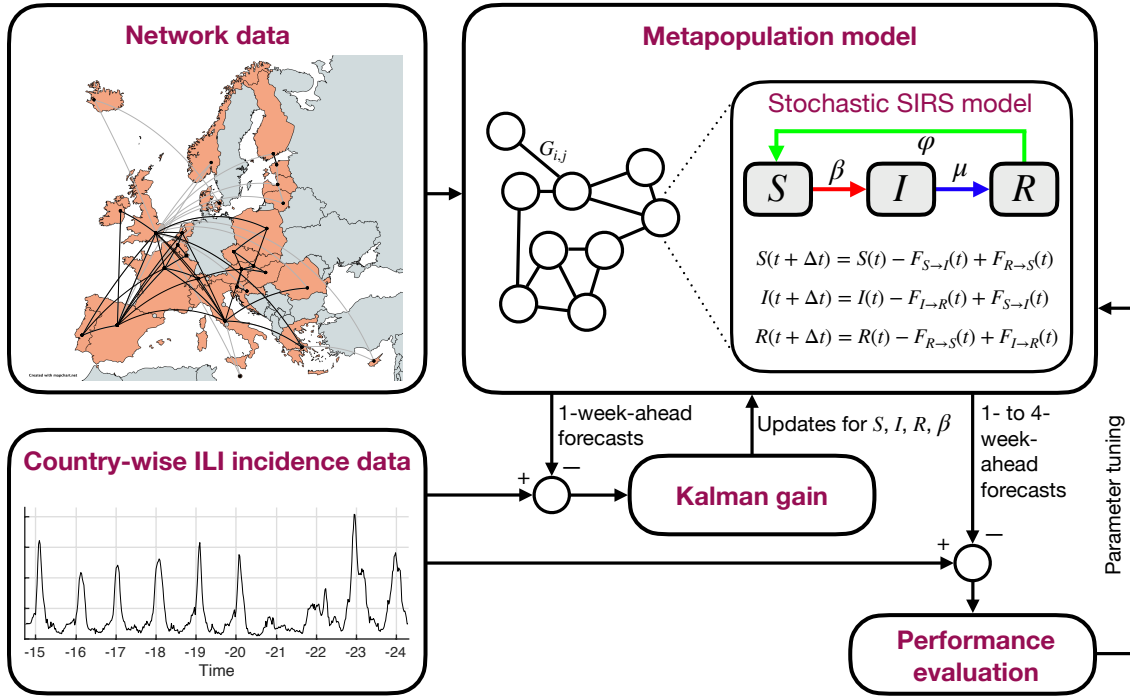 Network data
Created with mapchart.net
Metapopulation model
G_{i,j}
Stochastic SIRS model
φ
S β I μ R
S(t + Δt) = S(t) − F_{S→I}(t) + F_{R→S}(t)
I(t + Δt) = I(t) − F_{I→R}(t) + F_{S→I}(t)
R(t + Δt) = R(t) − F_{R→S}(t) + F_{I→R}(t)
1-week-ahead
forecasts
Updates for S, I, R, β
1- to 4-
week-
ahead
forecasts
Parameter tuning
Country-wise ILI incidence data
-15 -16 -17 -18 -19 -20 -21 -22 -23 -24
Time
+ −
Kalman gain
+ −
Performance
evaluation